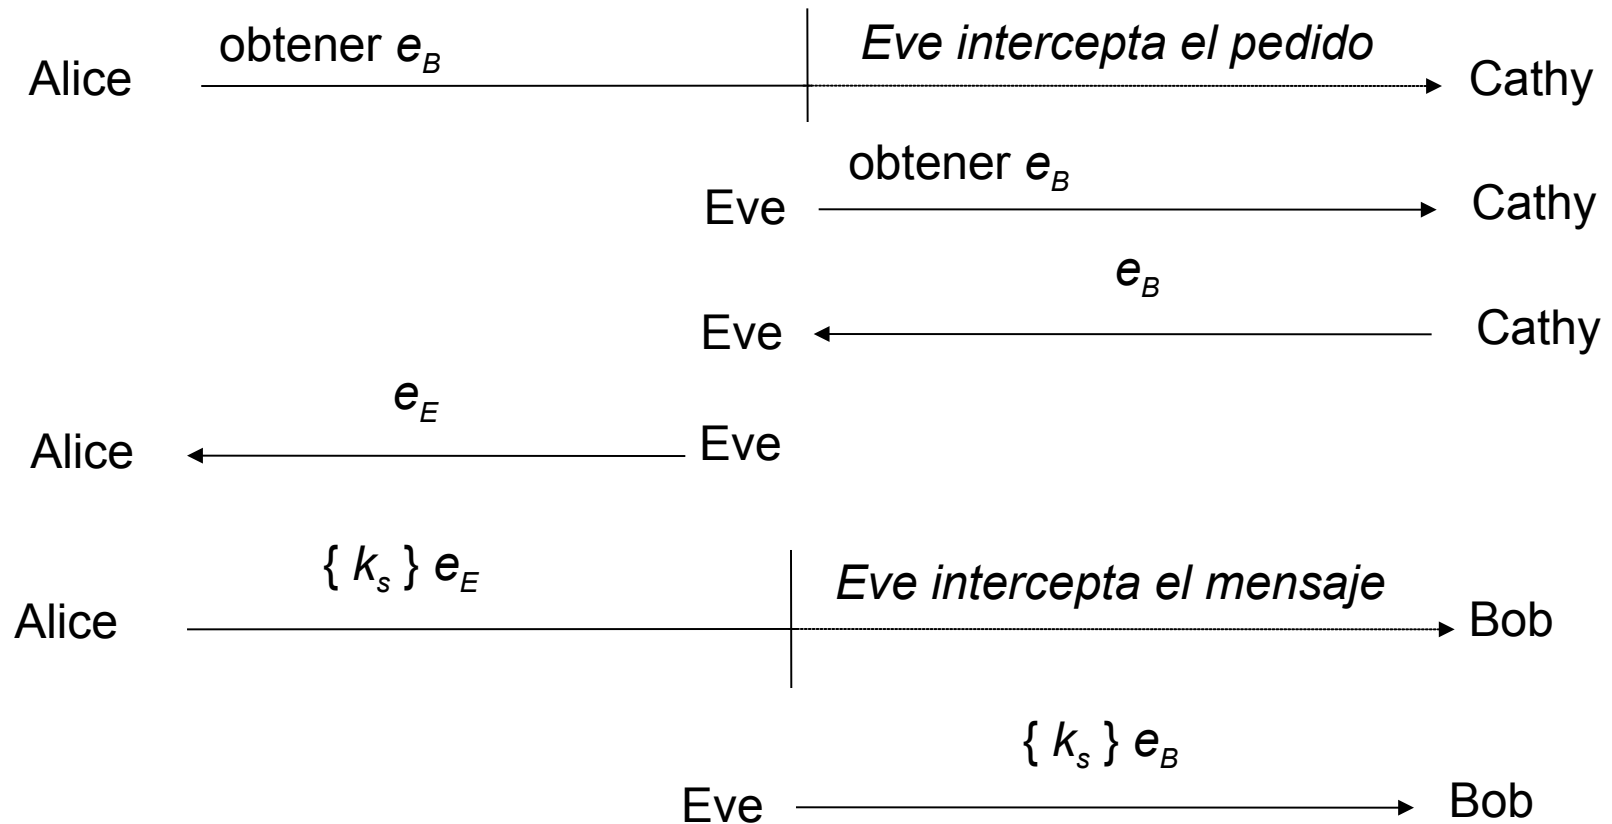 Alice obtener e_B Eve intercepta el pedido Cathy
obtener e_B
Eve Cathy
e_B
Eve Cathy
e_E
Alice Eve
{ k_s } e_E Eve intercepta el mensaje
Alice Bob
{ k_s } e_B
Eve Bob